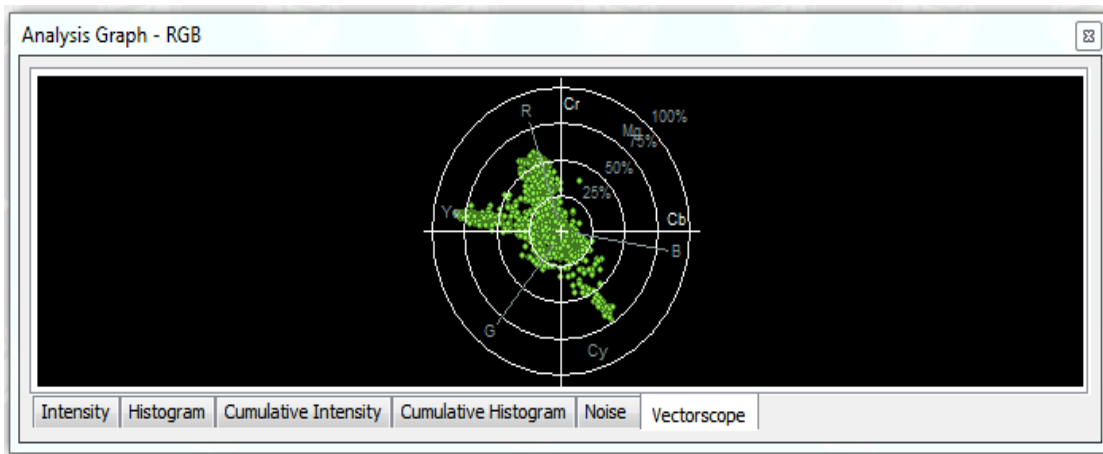 Analysis Graph - RGB
R
Cr
100%
Mg
75%
50%
25%
Ye
Cb
B
G
Cy
Intensity
Histogram
Cumulative Intensity
Cumulative Histogram
Noise
Vectorscope